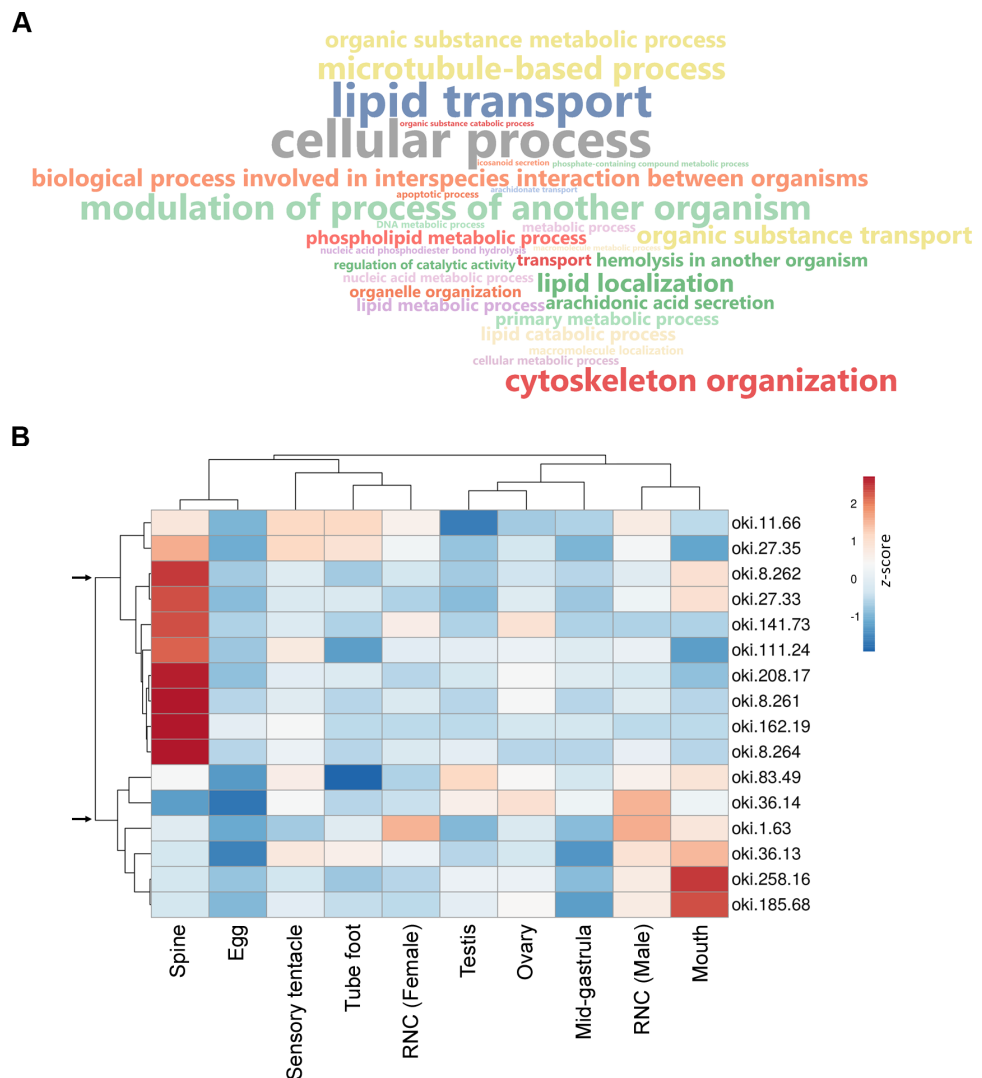 A
organic substance metabolic process
microtubule-based process
lipid transport
organic substance catabolic process
cellular process
icosanoid secretion phosphate-containing compound metabolic process
biological process involved in interspecies interaction between organisms
arachidonate transport
apoptotic process
modulation of process of another organism
DNA metabolic process
metabolic process
phospholipid metabolic process
organic substance transport
macromolecule metabolic process
nucleic acid phosphodiester bond hydrolysis
transport hemolysis in another organism
regulation of catalytic activity
nucleic acid metabolic process
lipid localization
organelle organization
lipid metabolic process
arachidonic acid secretion
primary metabolic process
lipid catabolic process
macromolecule localization
cellular metabolic process
cytoskeleton organization
B
oki.11.66
oki.27.35
oki.8.262
oki.27.33
oki.141.73
oki.111.24
oki.208.17
oki.8.261
oki.162.19
oki.8.264
oki.83.49
oki.36.14
oki.1.63
oki.36.13
oki.258.16
oki.185.68
2
1
0
-1
z-score
Spine
Egg
Sensory tentacle
Tube foot
RNC (Female)
Testis
Ovary
Mid-gastrula
RNC (Male)
Mouth